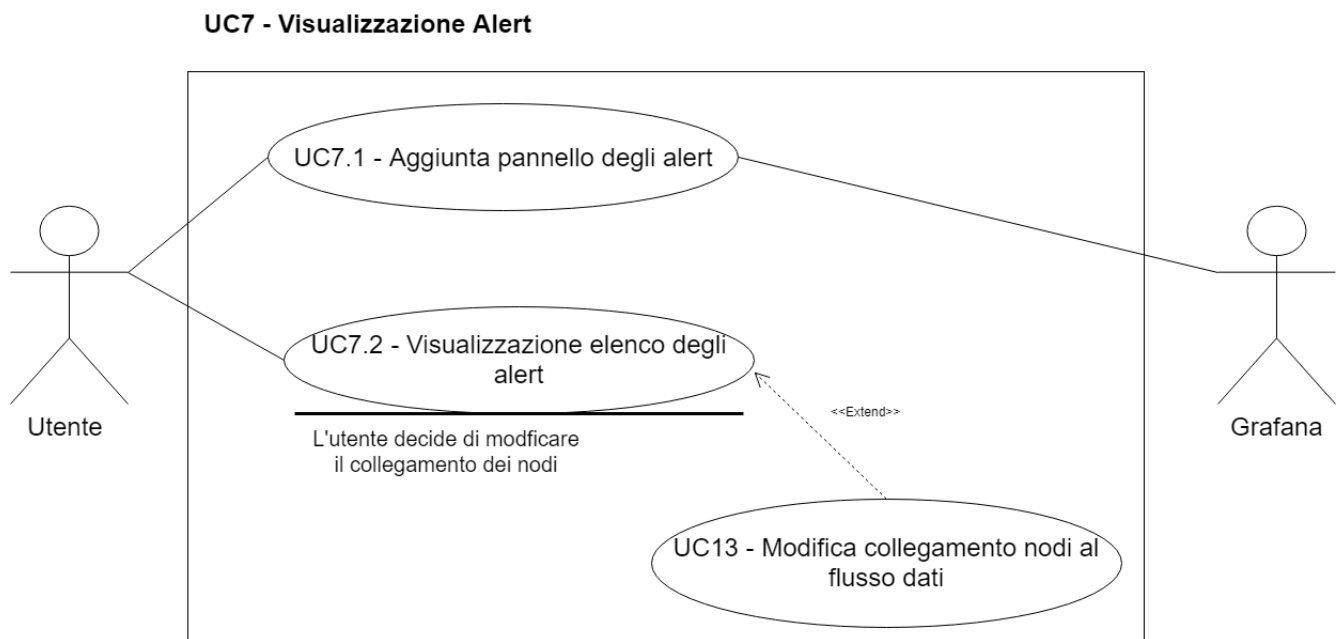 UC7 - Visualizzazione Alert
UC7.1 - Aggiunta pannello degli alert
UC7.2 - Visualizzazione elenco degli
alert
<<Extend>>
Utente
Grafana
L'utente decide di modficare
il collegamento dei nodi
UC13 - Modifica collegamento nodi al
flusso dati